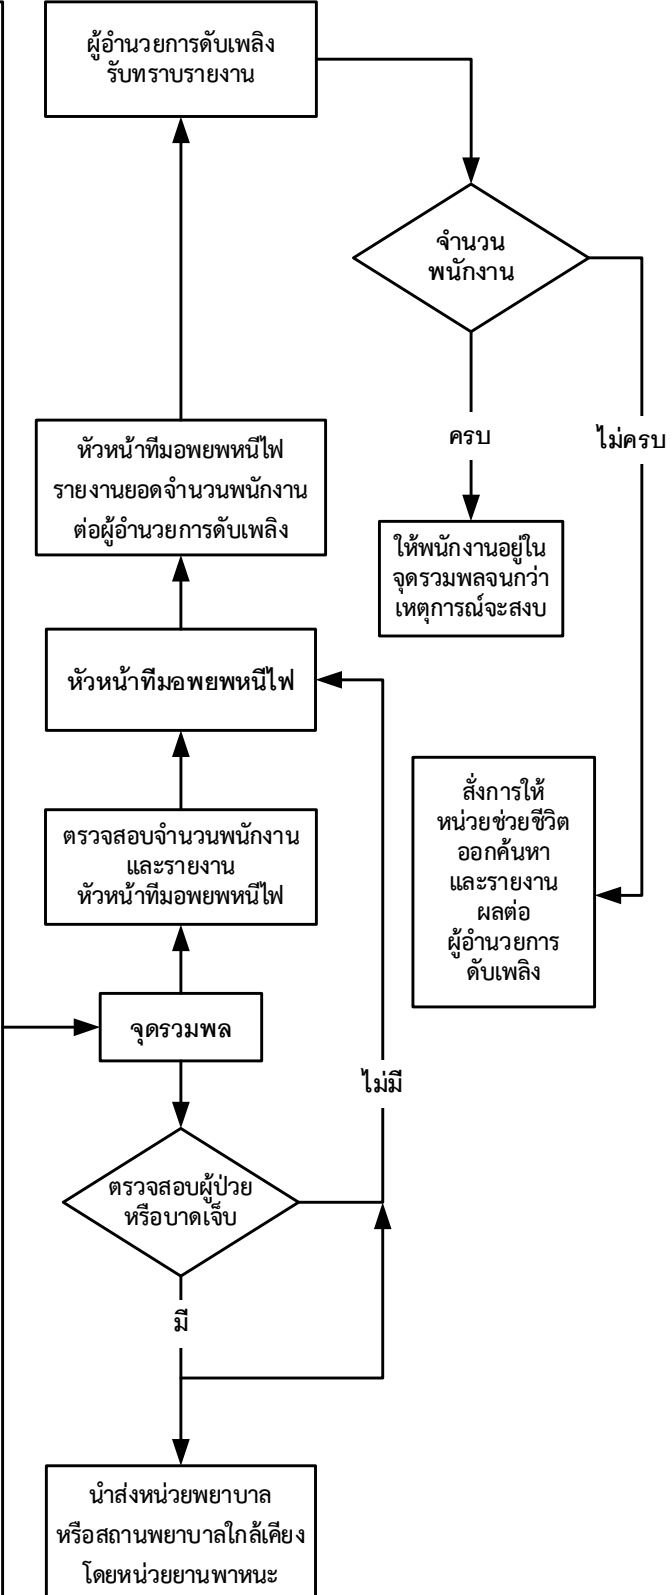 ผู้อำนวยการดับเพลิง
รับทราบรายงาน
จำนวน
พนักงาน
ครบ
ไม่ครบ
หัวหน้าทีมอพยพหนีไฟ
รายงานยอดจำนวนพนักงาน
ต่อผู้อำนวยการดับเพลิง
ให้พนักงานอยู่ใน
จุดรวมพลจนกว่า
เหตุการณ์จะสงบ
หัวหน้าทีมอพยพหนีไฟ
สั่งการให้
หน่วยช่วยชีวิต
ออกค้นหา
และรายงาน
ผลต่อ
ผู้อำนวยการ
ดับเพลิง
ตรวจสอบจำนวนพนักงาน
และรายงาน
หัวหน้าทีมอพยพหนีไฟ
จุดรวมพล
ไม่มี
ตรวจสอบผู้ป่วย
หรือบาดเจ็บ
มี
นำส่งหน่วยพยาบาล
หรือสถานพยาบาลใกล้เคียง
โดยหน่วยยานพาหนะ